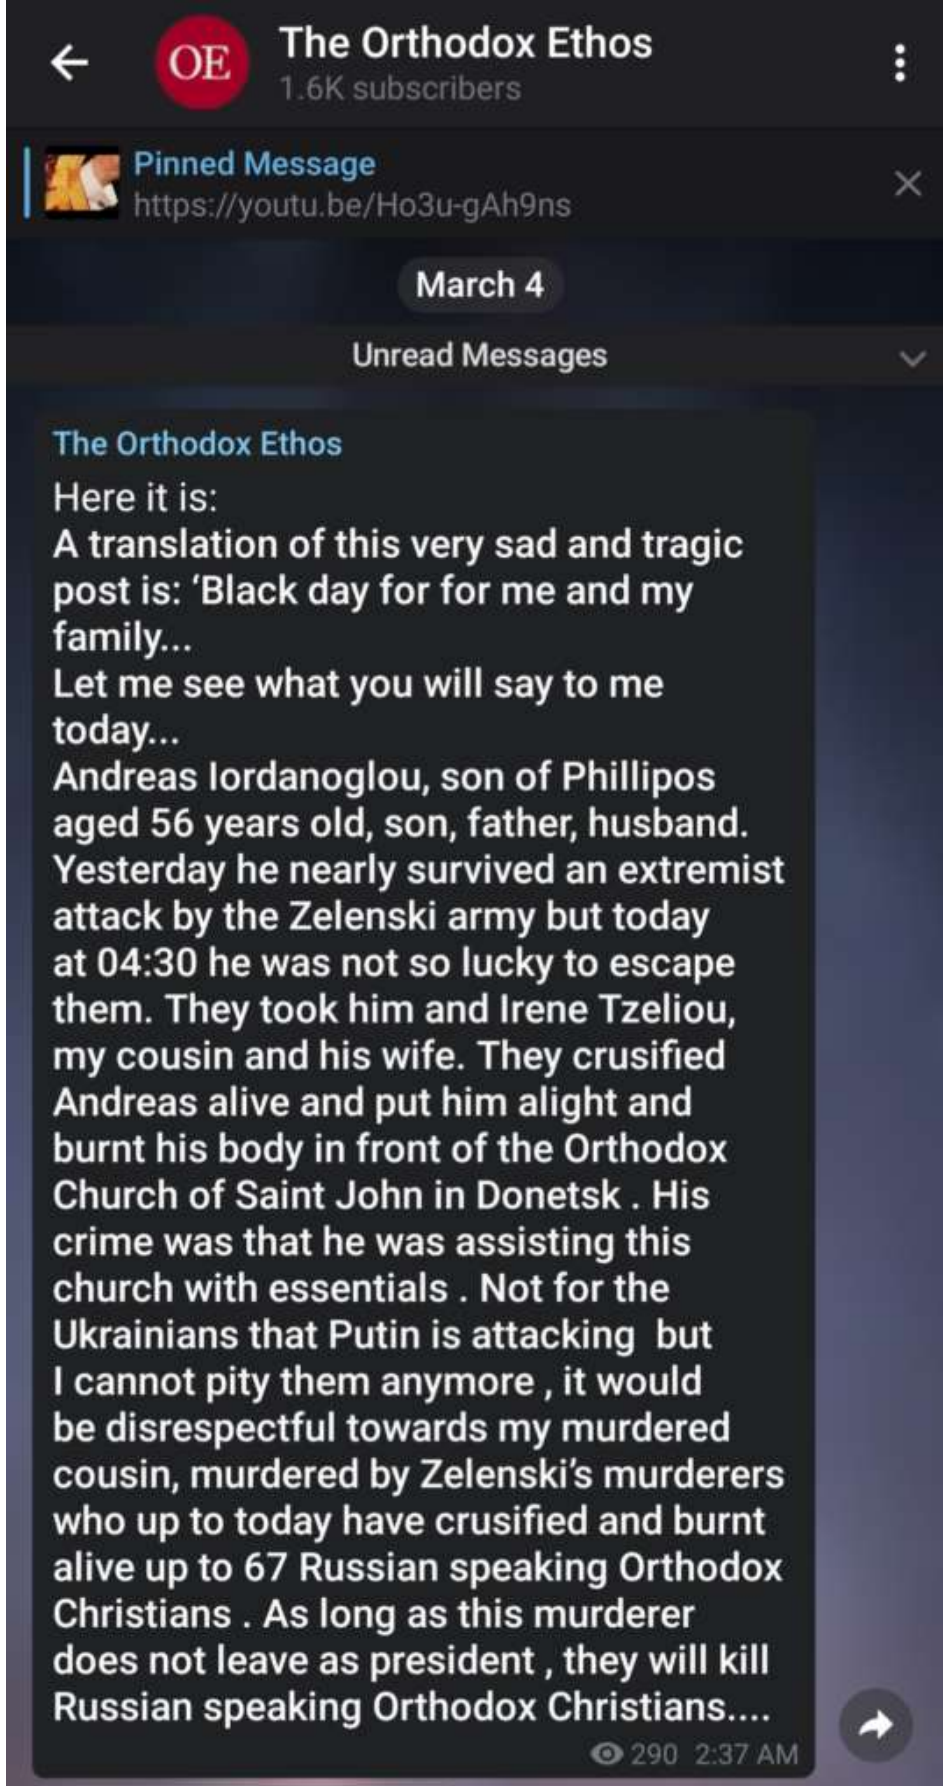 The Orthodox Ethos
OE
1.6K subscribers
Pinned Message
https://youtu.be/Ho3u-gAh9ns
March 4
Unread Messages
The Orthodox Ethos
Here it is:
A translation of this very sad and tragic
post is: ‘Black day for for me and my
family...
Let me see what you will say to me
today...
Andreas Iordanoglou, son of Phillipos
aged 56 years old, son, father, husband.
Yesterday he nearly survived an extremist
attack by the Zelenski army but today
at 04:30 he was not so lucky to escape
them. They took him and Irene Tzeliou,
my cousin and his wife. They crusified
Andreas alive and put him alight and
burnt his body in front of the Orthodox
Church of Saint John in Donetsk . His
crime was that he was assisting this
church with essentials . Not for the
Ukrainians that Putin is attacking  but
I cannot pity them anymore , it would
be disrespectful towards my murdered
cousin, murdered by Zelenski’s murderers
who up to today have crusified and burnt
alive up to 67 Russian speaking Orthodox
Christians . As long as this murderer
does not leave as president , they will kill
Russian speaking Orthodox Christians....
290 2:37 AM